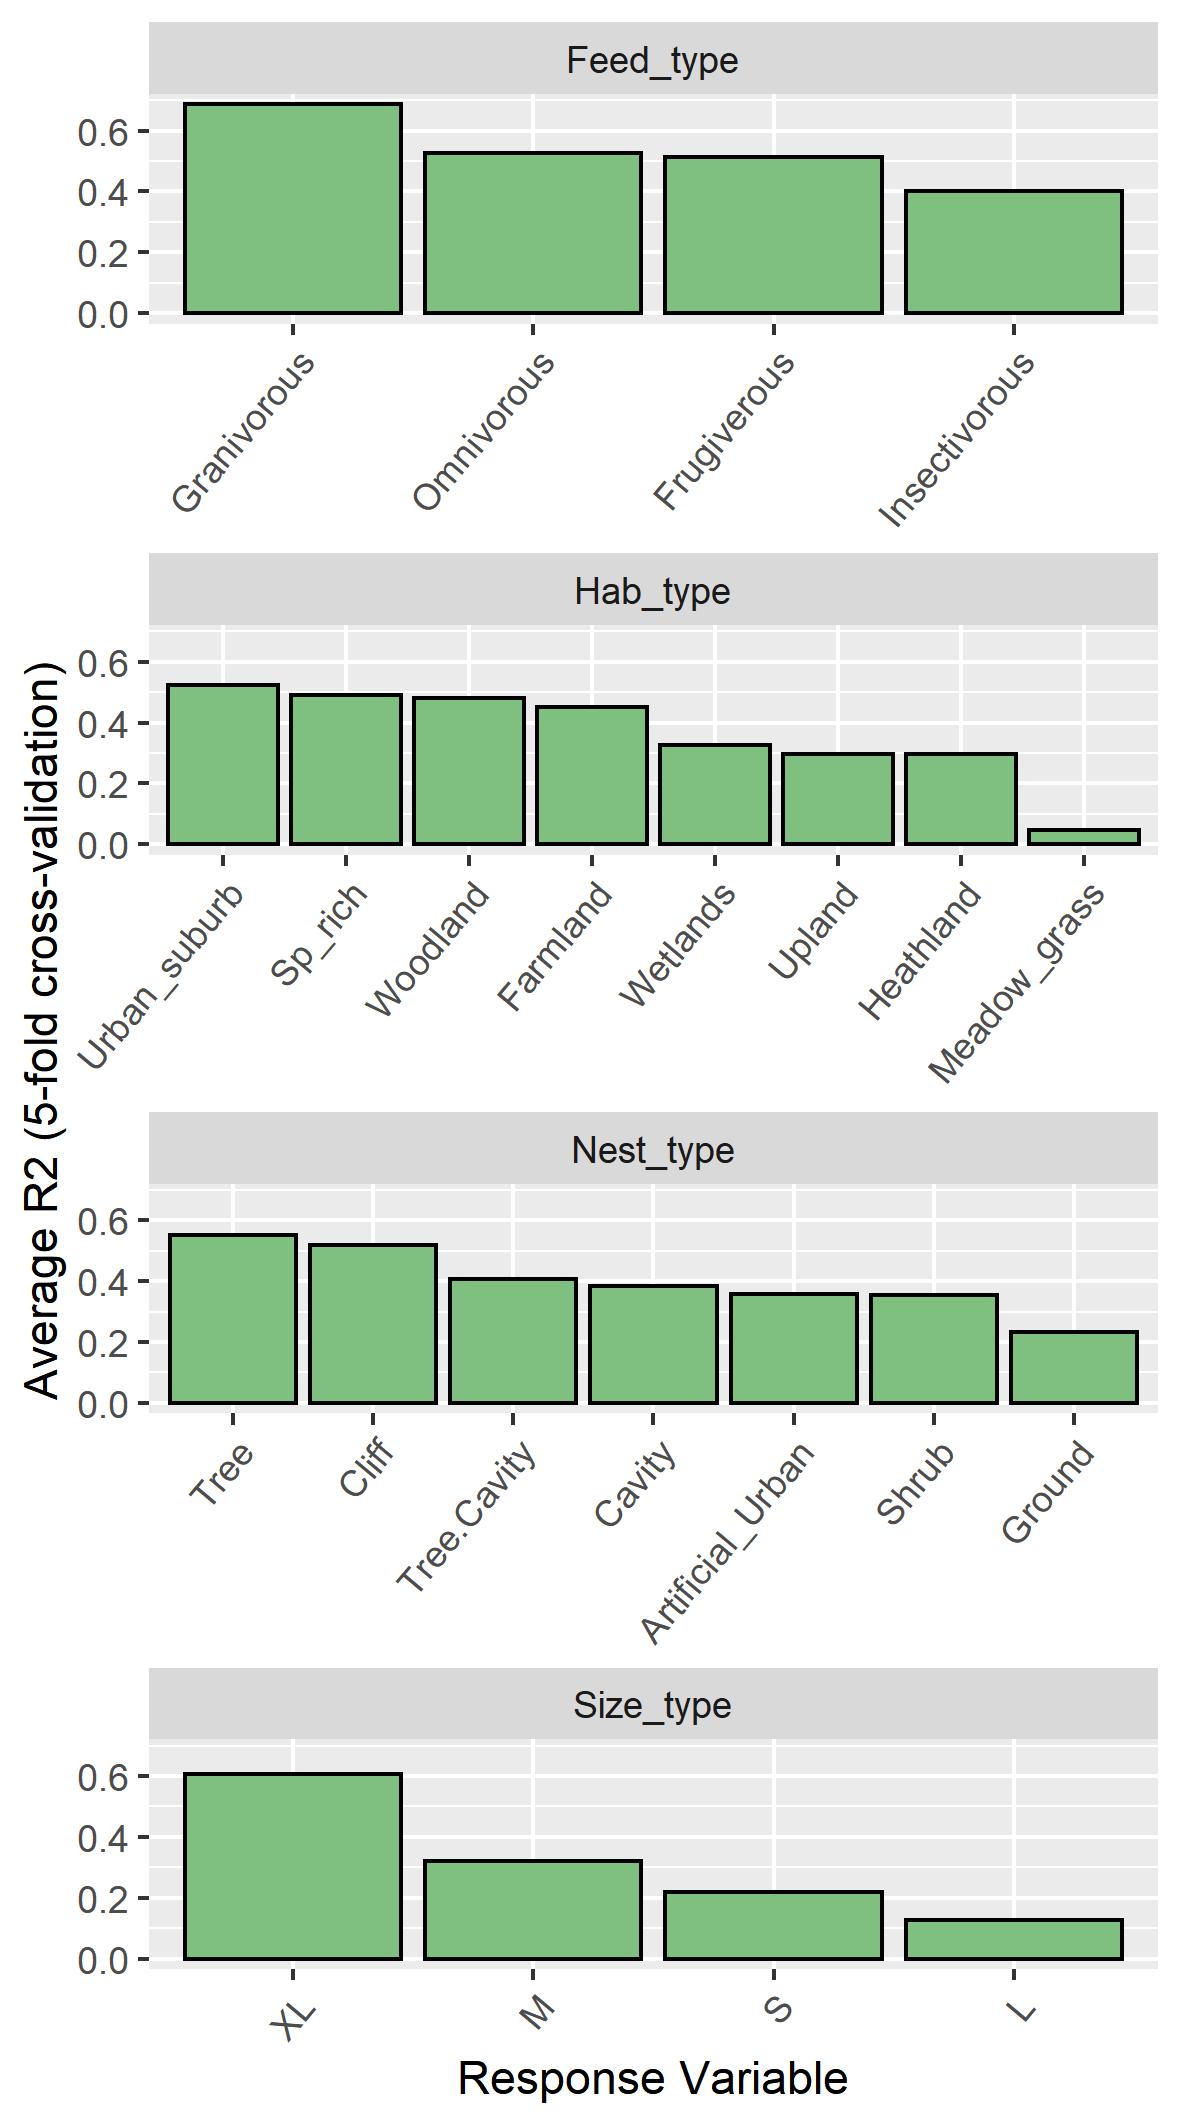 Feed_type
0.6
0.4
0.2
0.0
Granivorous
Omnivorous
Frugiverous
Insectivorous
Hab_type
0.6
0.4
0.2
0.0
Urban_suburb
Sp_rich
Woodland
Farmland
Wetlands
Upland
Heathland
Meadow_grass
Average R2 (5-fold cross-validation)
Nest_type
0.6
0.4
0.2
0.0
Tree
Cliff
Tree.Cavity
Cavity
Artificial_Urban
Shrub
Ground
Size_type
0.6
0.4
0.2
0.0
XL
M
S
L
Response Variable